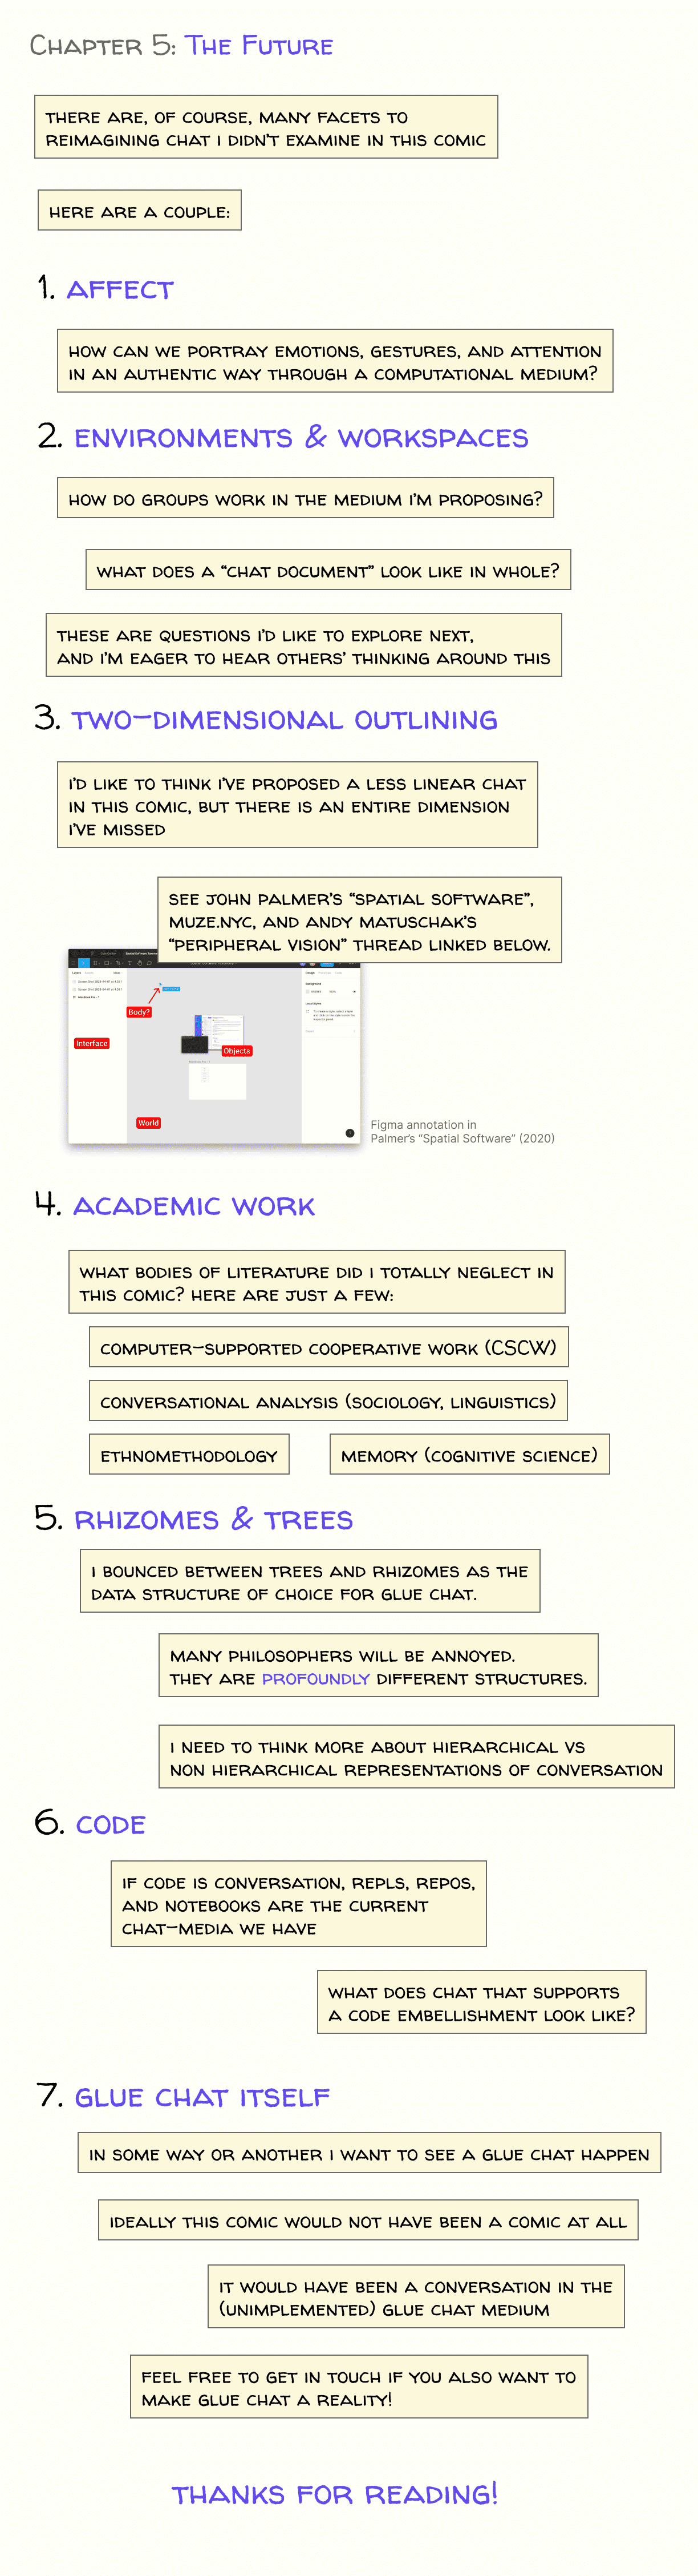 Chapter 5: The Future
THERE ARE, OF COURSE, MANY FACETS TO
REIMAGINING CHAT I DIDN'T EXAMINE IN THIS COMIC
HERE ARE A COUPLE:
1. AFFECT
HOW CAN WE PORTRAY EMOTIONS, GESTURES, AND ATTENTION
IN AN AUTHENTIC WAY THROUGH A COMPUTATIONAL MEDIUM?
2. ENVIRONMENTS & WORKSPACES
HOW DO GROUPS WORK IN THE MEDIUM I'M PROPOSING?
WHAT DOES A “CHAT DOCUMENT” LOOK LIKE IN WHOLE?
THESE ARE QUESTIONS I'D LIKE TO EXPLORE NEXT,
AND I'M EAGER TO HEAR OTHERS' THINKING AROUND THIS
3. TWO-DIMENSIONAL OUTLINING
I'D LIKE TO THINK I'VE PROPOSED A LESS LINEAR CHAT
IN THIS COMIC, BUT THERE IS AN ENTIRE DIMENSION
I'VE MISSED
SEE JOHN PALMER'S “SPATIAL SOFTWARE”,
MUZE.NYC, AND ANDY MATUSCHAK'S
“PERIPHERAL VISION” THREAD LINKED BELOW.
Body?
Interface
Objects
World
Figma annotation in
Palmer's “Spatial Software” (2020)
4. ACADEMIC WORK
WHAT BODIES OF LITERATURE DID I TOTALLY NEGLECT IN
THIS COMIC? HERE ARE JUST A FEW:
COMPUTER-SUPPORTED COOPERATIVE WORK (CSCW)
CONVERSATIONAL ANALYSIS (SOCIOLOGY, LINGUISTICS)
ETHNOMETHODOLOGY
MEMORY (COGNITIVE SCIENCE)
5. RHIZOMES & TREES
I BOUNCED BETWEEN TREES AND RHIZOMES AS THE
DATA STRUCTURE OF CHOICE FOR GLUE CHAT.
MANY PHILOSOPHERS WILL BE ANNOYED.
THEY ARE PROFOUNDLY DIFFERENT STRUCTURES.
I NEED TO THINK MORE ABOUT HIERARCHICAL VS
NON HIERARCHICAL REPRESENTATIONS OF CONVERSATION
6. CODE
IF CODE IS CONVERSATION, REPLS, REPOS,
AND NOTEBOOKS ARE THE CURRENT
CHAT-MEDIA WE HAVE
WHAT DOES CHAT THAT SUPPORTS
A CODE EMBELLISHMENT LOOK LIKE?
7. GLUE CHAT ITSELF
IN SOME WAY OR ANOTHER I WANT TO SEE A GLUE CHAT HAPPEN
IDEALLY THIS COMIC WOULD NOT HAVE BEEN A COMIC AT ALL
IT WOULD HAVE BEEN A CONVERSATION IN THE
(UNIMPLEMENTED) GLUE CHAT MEDIUM
FEEL FREE TO GET IN TOUCH IF YOU ALSO WANT TO
MAKE GLUE CHAT A REALITY!
THANKS FOR READING!